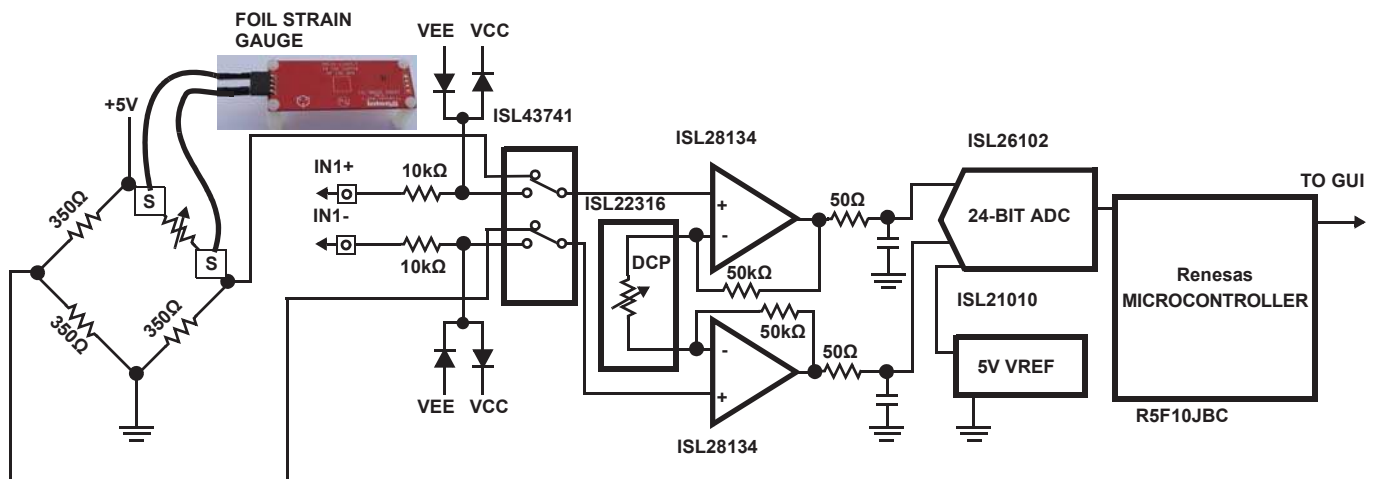 FOIL STRAIN
GAUGE
VEE VCC
+5V
ISL43741
ISL28134
ISL26102
IN1+
10kΩ
TO GUI
S
350Ω
ISL22316
50Ω
24-BIT ADC
IN1-
S
10kΩ
DCP
50kΩ
Renesas
MICROCONTROLLER
350Ω
350Ω
ISL21010
50kΩ
50Ω
5V VREF
VEE VCC
R5F10JBC
ISL28134
+
-
-
+